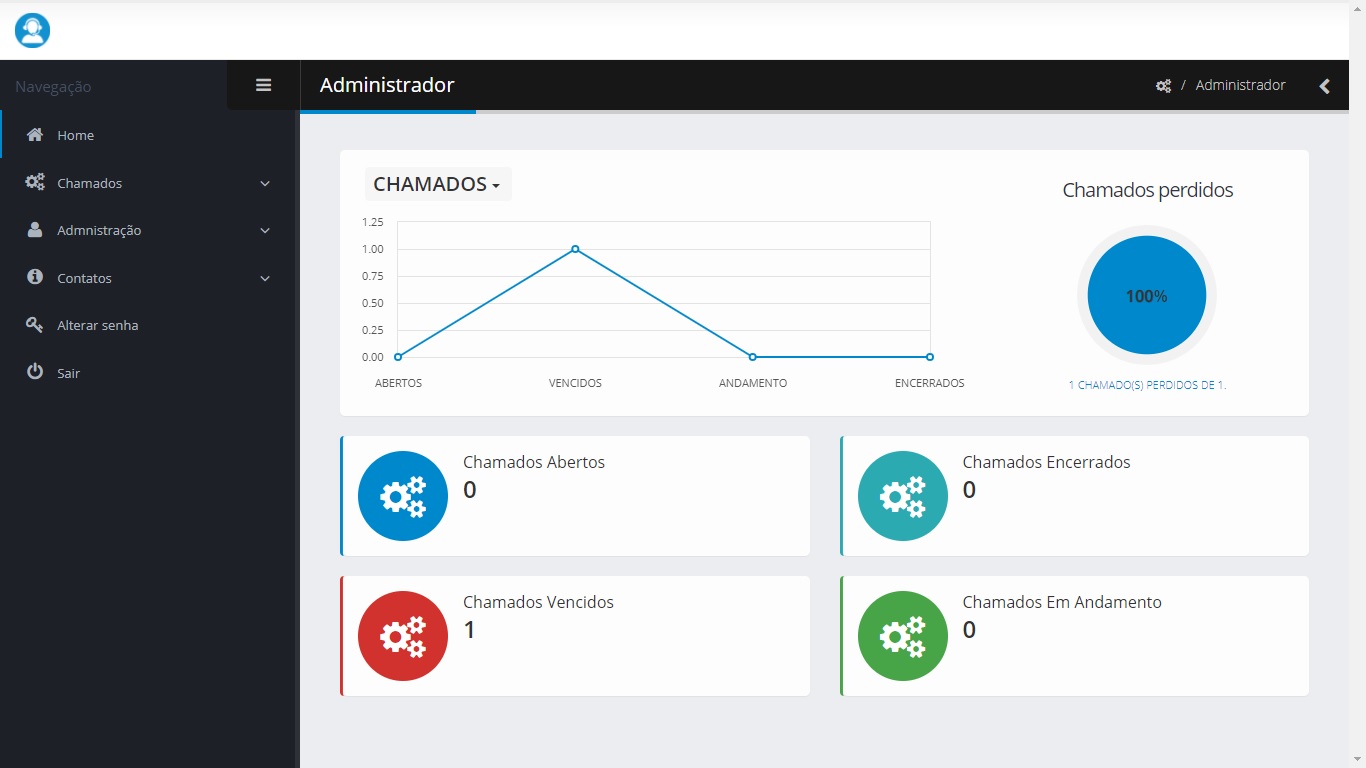 Navegação
Administrador
/ Administrador
Home
Chamados
Admnistração
Contatos
Alterar senha
Sair
CHAMADOS
1.25
1.00
0.75
0.50
0.25
0.00
ABERTOS VENCIDOS ANDAMENTO ENCERRADOS
Chamados perdidos
100%
1 CHAMADO(S) PERDIDOS DE 1.
Chamados Abertos
0
Chamados Encerrados
0
Chamados Vencidos
1
Chamados Em Andamento
0